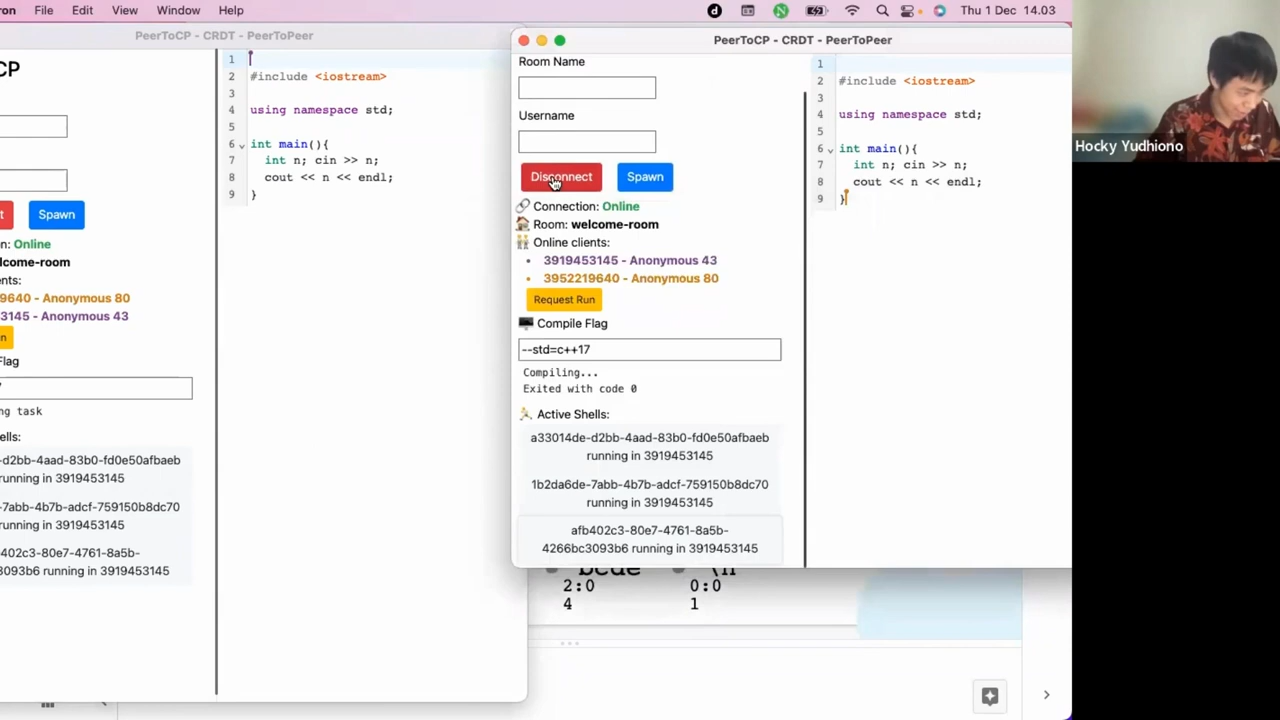 ron File Edit View Window Help Thu 1 Dec 14.03
PeerToCP - CRDT - PeerToPeer
CP
t
Spawn
n: Online
lcome-room
ents:
9640 - Anonymous 80
3145 - Anonymous 43
n
Flag
ng task
ells:
-d2bb-4aad-83b0-fd0e50afbaeb
running in 3919453145
-7abb-4b7b-adcf-759150b8dc70
running in 3919453145
402c3-80e7-4761-8a5b-
3093b6 running in 3919453145
1
2 #include <iostream>
3
4 using namespace std;
5
6 int main(){
7 int n; cin >> n;
8 cout << n << endl;
9 }
PeerToCP - CRDT - PeerToPeer
Room Name
Username
Disconnect Spawn
Connection: Online
Room: welcome-room
Online clients:
3919453145 - Anonymous 43
3952219640 - Anonymous 80
Request Run
Compile Flag
--std=c++17
Compiling...
Exited with code 0
Active Shells:
a33014de-d2bb-4aad-83b0-fd0e50afbaeb
running in 3919453145
1b2da6de-7abb-4b7b-adcf-759150b8dc70
running in 3919453145
afb402c3-80e7-4761-8a5b-
4266bc3093b6 running in 3919453145
1
2 #include <iostream>
3
4 using namespace std;
5
6 int main(){
7 int n; cin >> n;
8 cout << n << endl;
9 }
bcde \n
2:0 0:0
4 1
Hocky Yudhiono